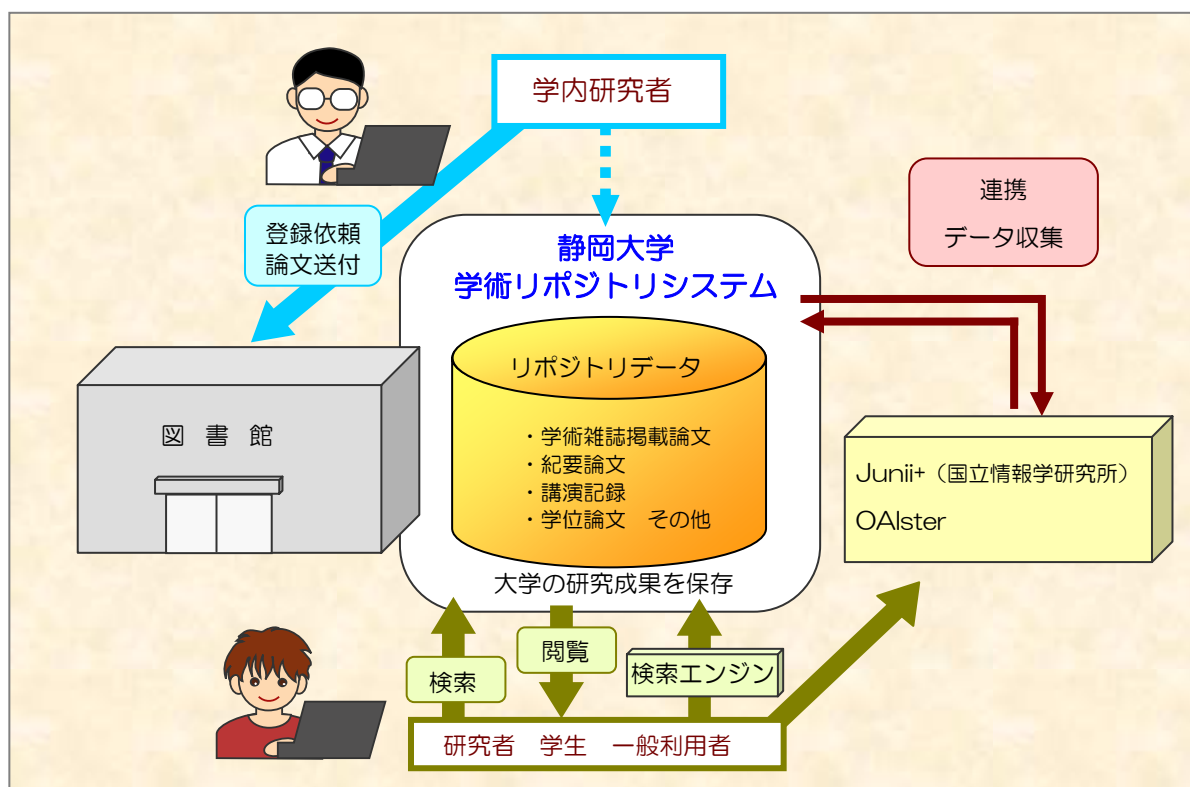 学内研究者
連携
データ収集
登録依頼
論文送付
静岡大学
学術リポジトリシステム
リポジトリデータ
・学術雑誌掲載論文
・紀要論文
・講演記録
・学位論文　その他
大学の研究成果を保存
図　書　館
Junii+（国立情報学研究所）
OAIster
検索
閲覧
検索エンジン
研究者　学生　一般利用者